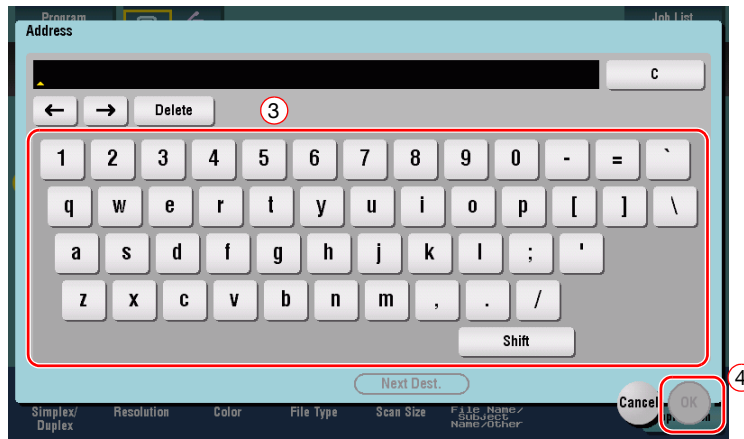 Program
Job List
Address
C
← → Delete
3
1 2 3 4 5 6 7 8 9 0 - = `
q w e r t y u i o p [ ] \
a s d f g h j k l ; '
z x c v b n m , . /
Shift
Next Dest.
4
Cancel OK
Simplex/
Duplex
Resolution
Color
File Type
Scan Size
File Name/
Subject
Name/Other